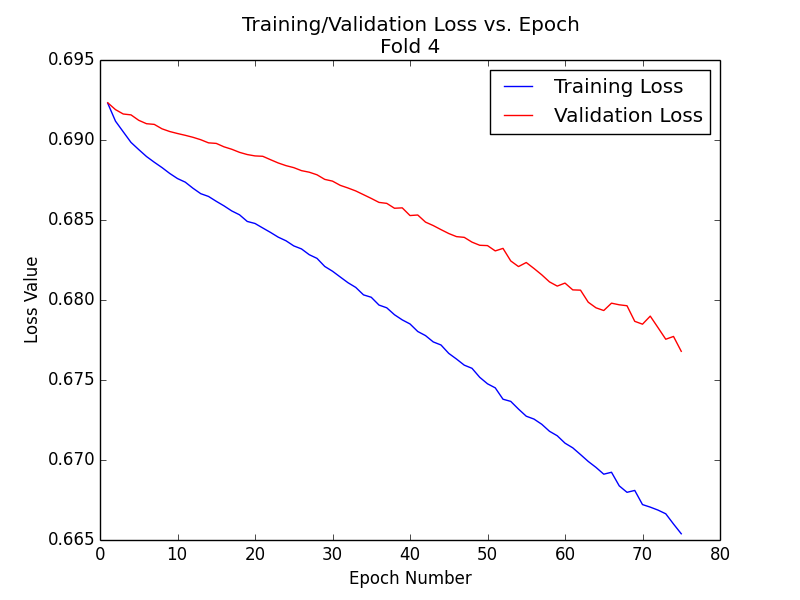 Training/Validation Loss vs. Epoch
Fold 4
0.695
Training Loss
Validation Loss
0.690
0.685
0.680
0.675
0.670
0.665
Loss Value
0 10 20 30 40 50 60 70 80
Epoch Number